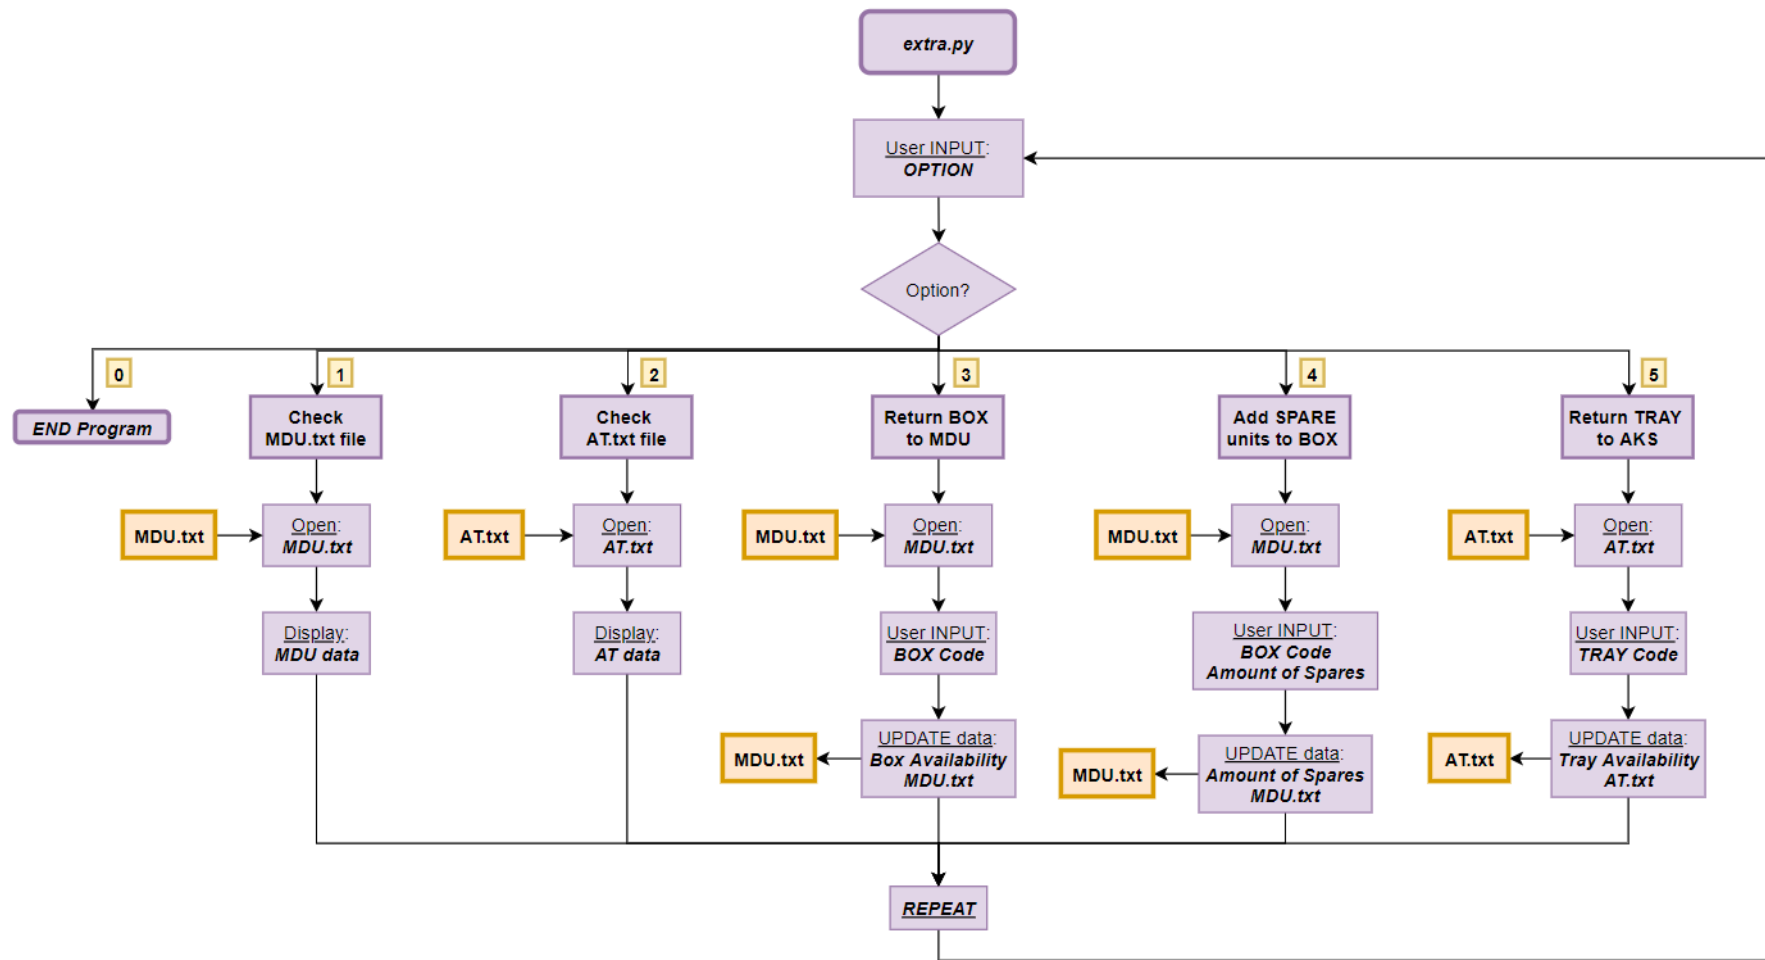 extra.py
User INPUT:
OPTION
Option?
0
1
2
3
4
5
END Program
Check
MDU.txt file
Check
AT.txt file
Return BOX
to MDU
Add SPARE
units to BOX
Return TRAY
to AKS
MDU.txt
Open:
MDU.txt
AT.txt
Open:
AT.txt
MDU.txt
Open:
MDU.txt
MDU.txt
Open:
MDU.txt
AT.txt
Open:
AT.txt
Display:
MDU data
Display:
AT data
User INPUT:
BOX Code
User INPUT:
BOX Code
Amount of Spares
User INPUT:
TRAY Code
MDU.txt
UPDATE data:
Box Availability
MDU.txt
MDU.txt
UPDATE data:
Amount of Spares
MDU.txt
AT.txt
UPDATE data:
Tray Availability
AT.txt
REPEAT